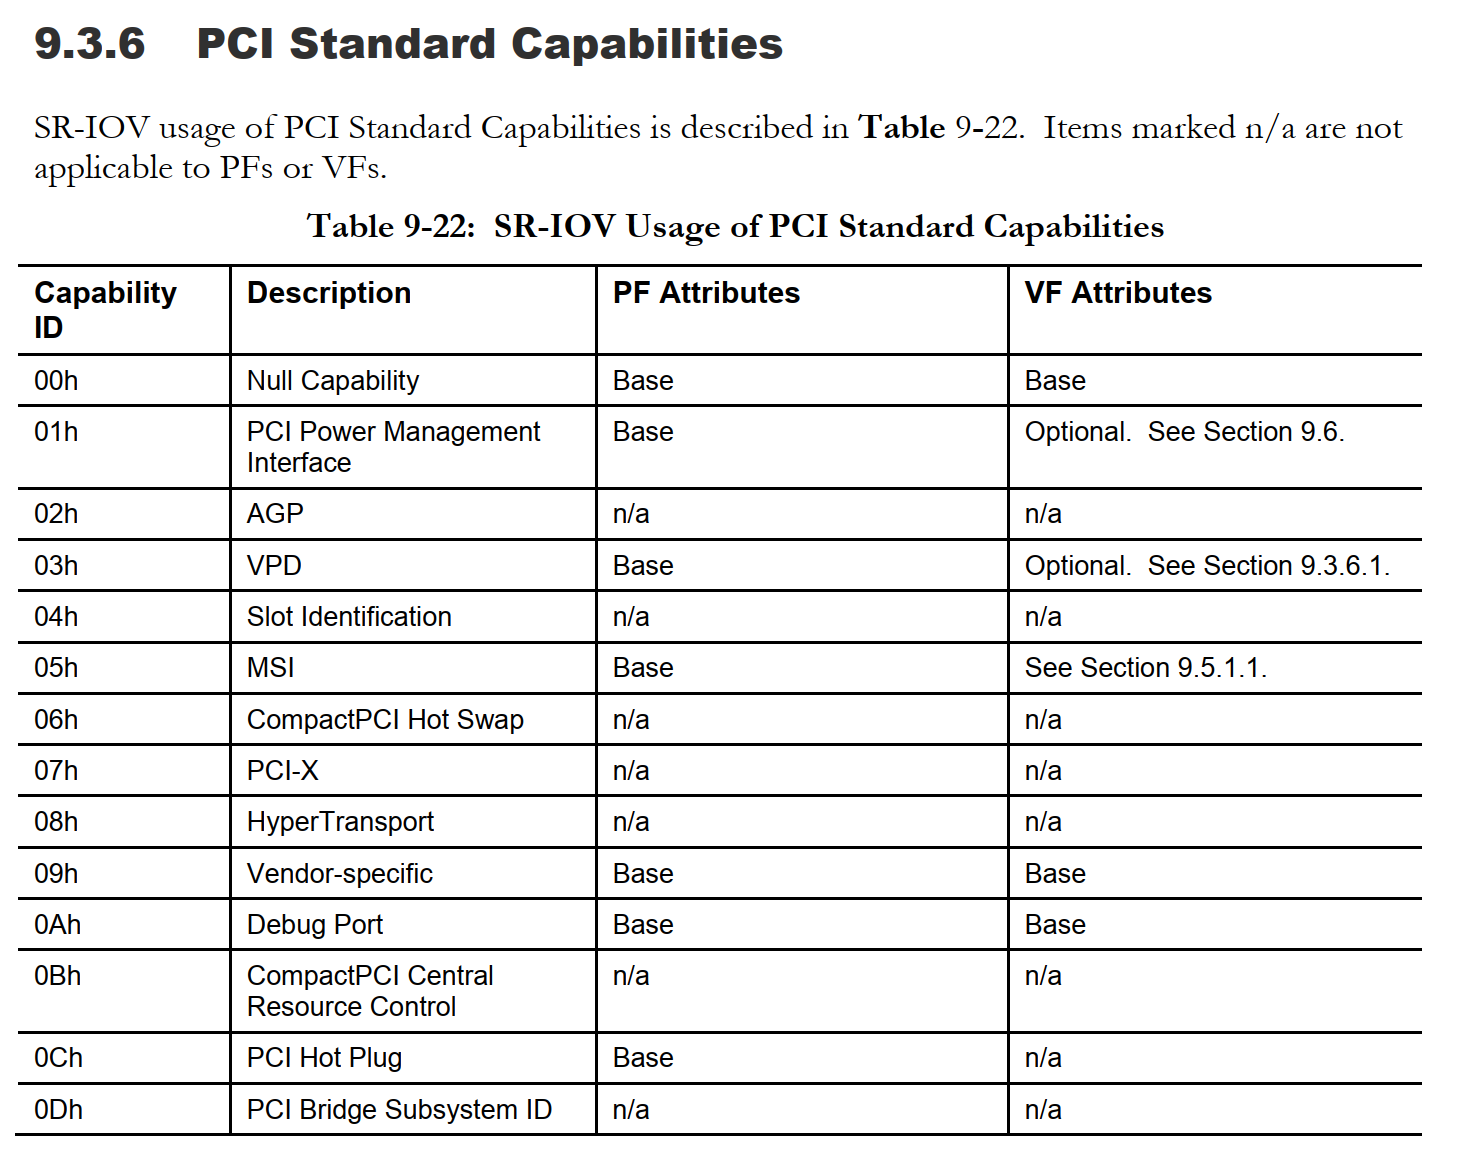 9.3.6 PCI Standard Capabilities
SR-IOV usage of PCI Standard Capabilities is described in Table 9-22. Items marked n/a are not
applicable to PFs or VFs.
Table 9-22: SR-IOV Usage of PCI Standard Capabilities
Capability ID Description PF Attributes VF Attributes
00h Null Capability Base Base
01h PCI Power Management Interface Base Optional. See Section 9.6.
02h AGP n/a n/a
03h VPD Base Optional. See Section 9.3.6.1.
04h Slot Identification n/a n/a
05h MSI Base See Section 9.5.1.1.
06h CompactPCI Hot Swap n/a n/a
07h PCI-X n/a n/a
08h HyperTransport n/a n/a
09h Vendor-specific Base Base
0Ah Debug Port Base Base
0Bh CompactPCI Central Resource Control n/a n/a
0Ch PCI Hot Plug Base n/a
0Dh PCI Bridge Subsystem ID n/a n/a